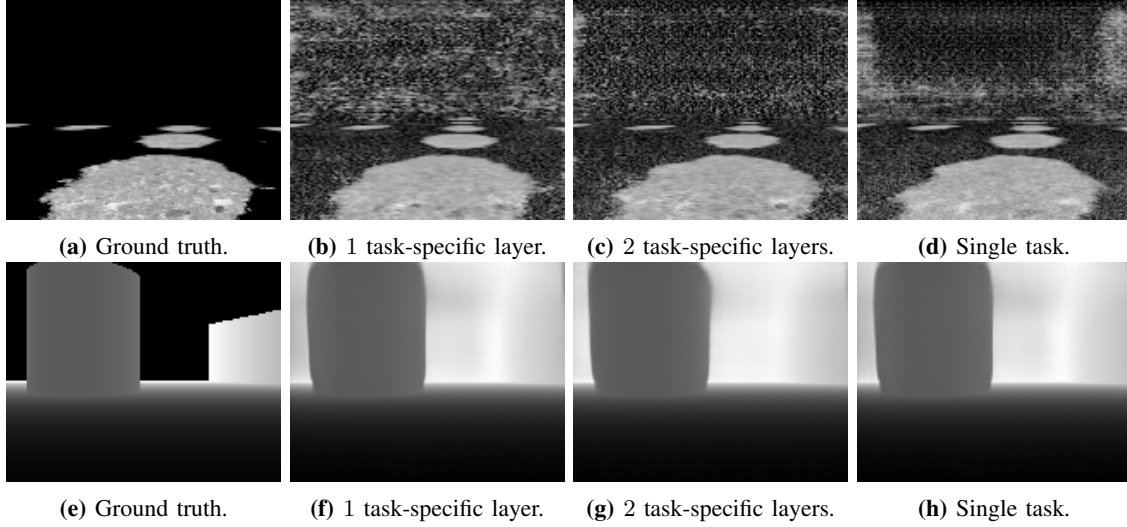 (a) Ground truth.
(b) 1 task-specific layer.
(c) 2 task-specific layers.
(d) Single task.
(e) Ground truth.
(f) 1 task-specific layer.
(g) 2 task-specific layers.
(h) Single task.